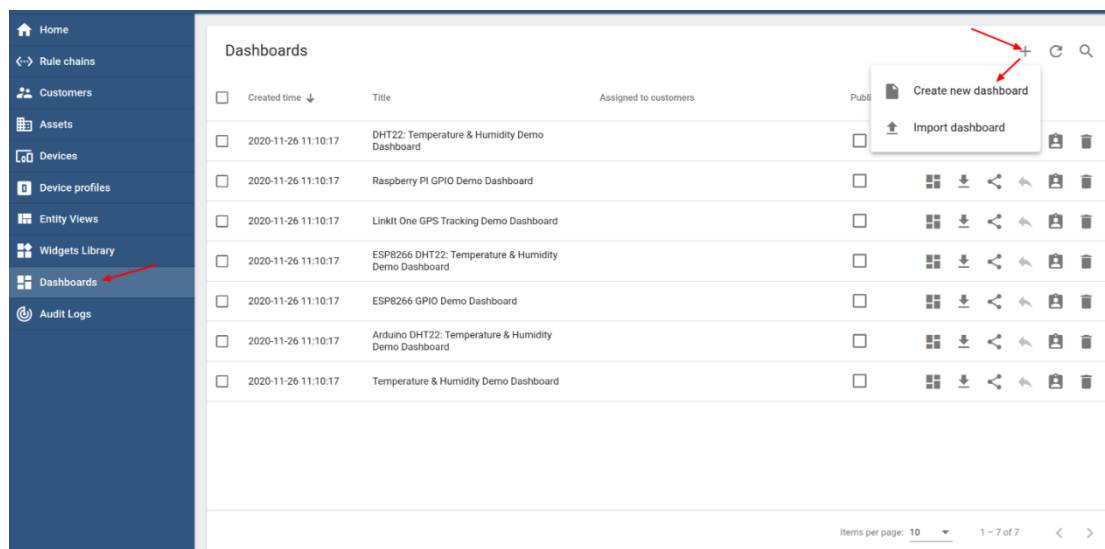 Home
Rule chains
Customers
Assets
Devices
Device profiles
Entity Views
Widgets Library
Dashboards
Audit Logs
Dashboards
Create new dashboard
Import dashboard
Created time Title Assigned to customers Publi
2020-11-26 11:10:17 DHT22: Temperature & Humidity Demo
Dashboard
2020-11-26 11:10:17 Raspberry PI GPIO Demo Dashboard
2020-11-26 11:10:17 LinkIt One GPS Tracking Demo Dashboard
2020-11-26 11:10:17 ESP8266 DHT22: Temperature & Humidity
Demo Dashboard
2020-11-26 11:10:17 ESP8266 GPIO Demo Dashboard
2020-11-26 11:10:17 Arduino DHT22: Temperature & Humidity
Demo Dashboard
2020-11-26 11:10:17 Temperature & Humidity Demo Dashboard
Items per page: 10 1 – 7 of 7